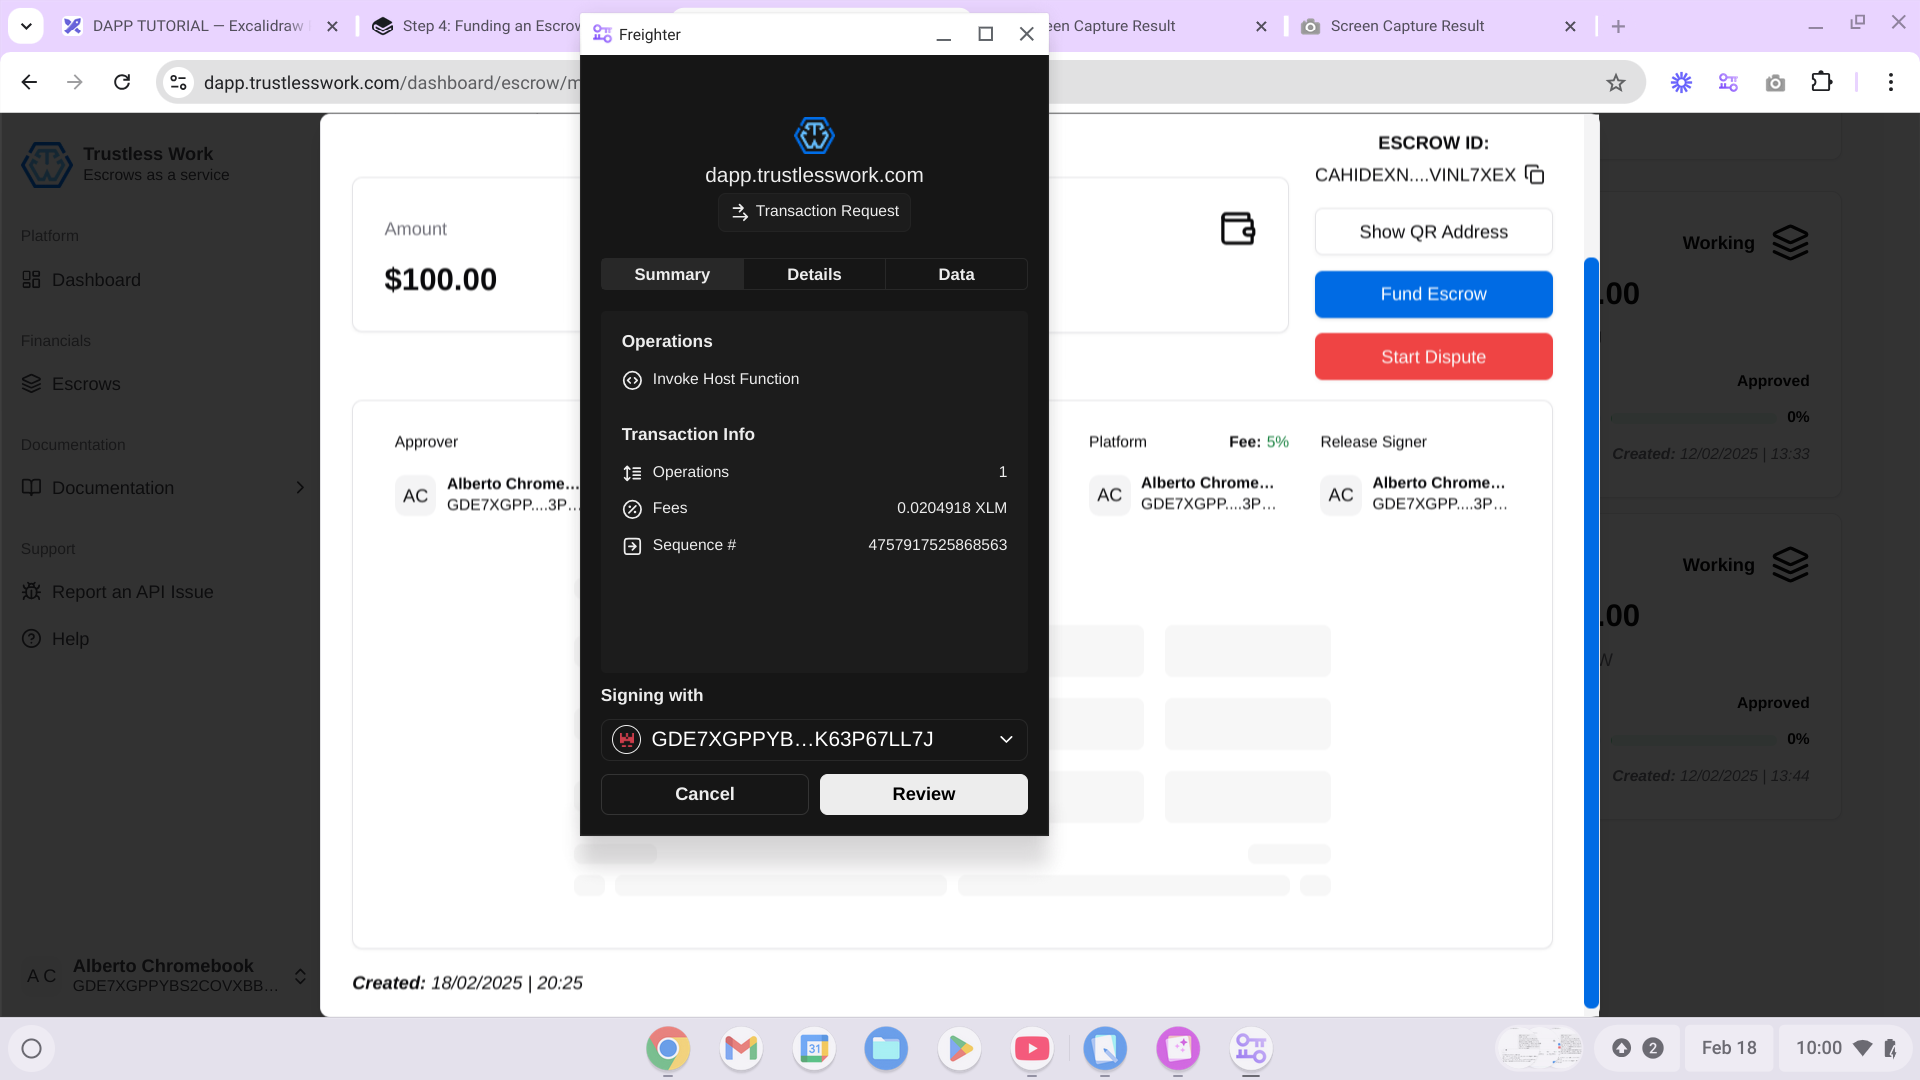 DAPP TUTORIAL — Excalidraw
Step 4: Funding an Escrow
Screen Capture Result
dapp.trustlesswork.com/dashboard/escrow/m
Freighter
dapp.trustlesswork.com
Transaction Request
Summary
Details
Data
Operations
Invoke Host Function
Transaction Info
Operations
1
Fees
0.0204918 XLM
Sequence #
4757917525868563
Signing with
GDE7XGPPYB...K63P67LL7J
Cancel
Review
Trustless Work
Escrows as a service
Platform
Dashboard
Financials
Escrows
Documentation
Documentation
Support
Report an API Issue
Help
A C
Alberto Chromebook
GDE7XGPPYBS2COVXBB...
Amount
$100.00
ESCROW ID:
CAHIDEXN....VINL7XEX
Show QR Address
Fund Escrow
Start Dispute
Approver
AC
Alberto Chrome...
GDE7XGPP....3P...
Platform
Fee: 5%
AC
Alberto Chrome...
GDE7XGPP....3P...
Release Signer
AC
Alberto Chrome...
GDE7XGPP....3P...
Created: 18/02/2025 | 20:25
Working
.00
Approved
0%
Created: 12/02/2025 | 13:33
Working
.00
Approved
0%
Created: 12/02/2025 | 13:44
31
2
Feb 18
10:00